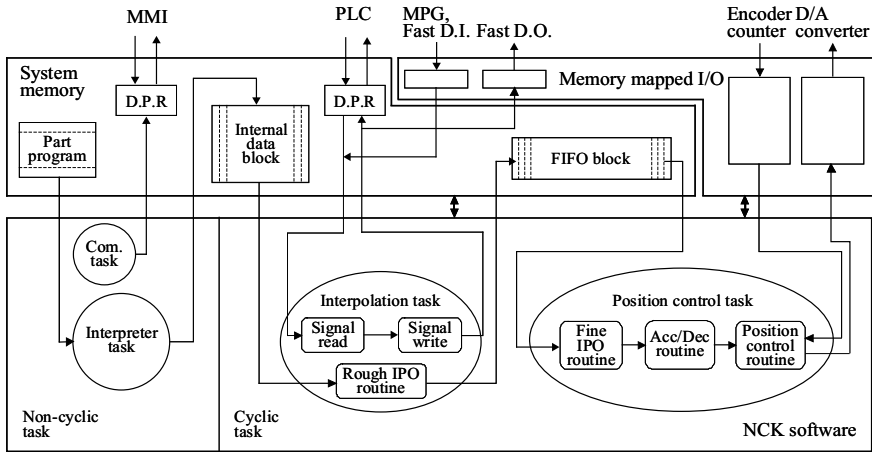 MMI
PLC
MPG,
Fast D.I.
Fast D.O.
Encoder
counter
D/A
converter
System
memory
D.P.R
D.P.R
Memory mapped I/O
Part
program
Internal
data
block
FIFO block
Com.
task
Interpreter
task
Interpolation task
Signal
read
Signal
write
Rough IPO
routine
Position control task
Fine
IPO
routine
Acc/Dec
routine
Position
control
routine
Non-cyclic
task
Cyclic
task
NCK software